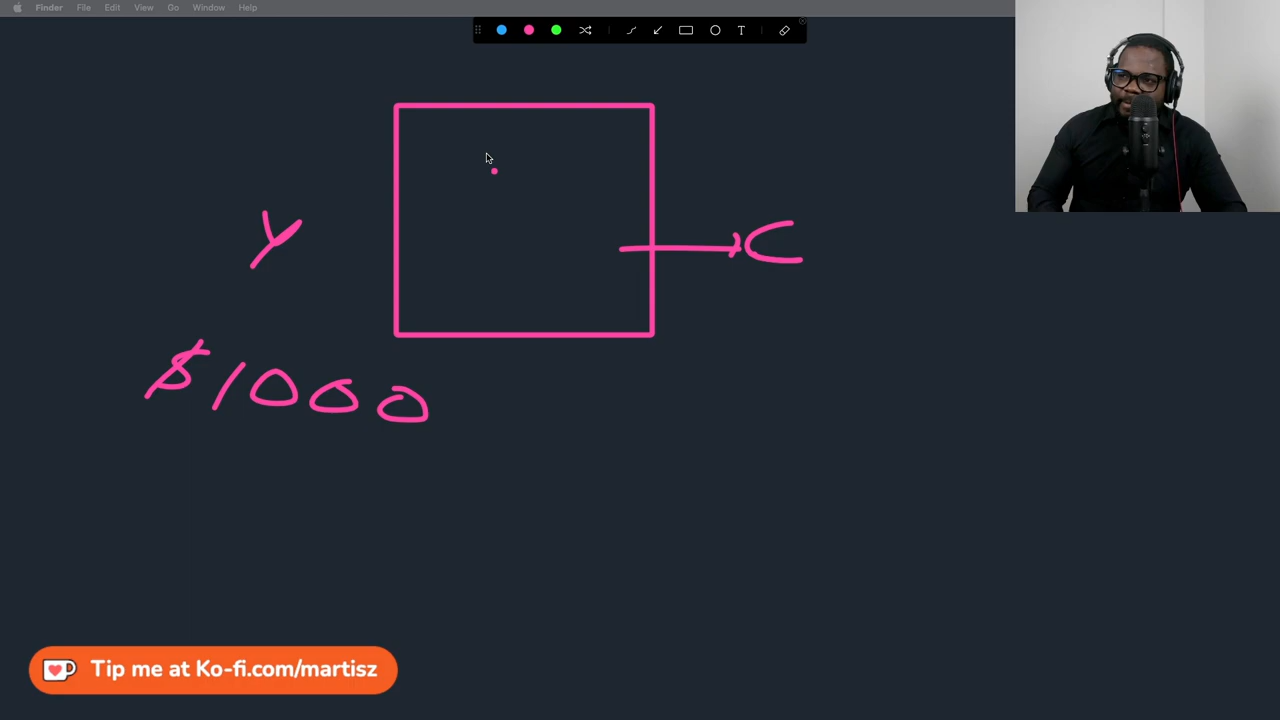 Finder File Edit View Go Window Help
T
Y
C
$1000
Tip me at Ko-fi.com/martisz